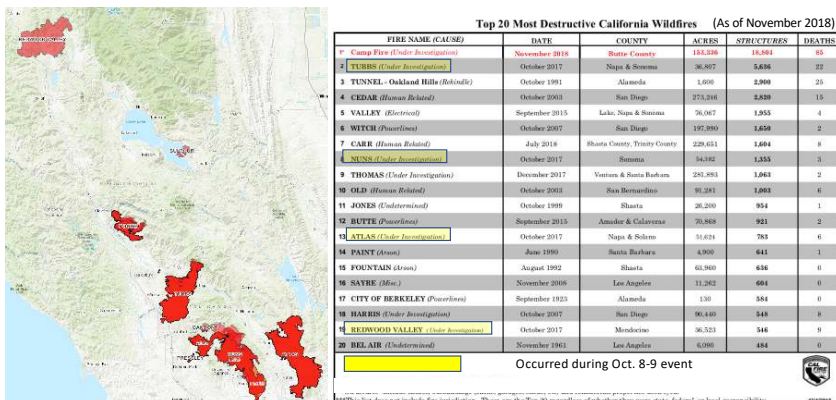 REDWOOD VALLEY
SULPHUR
TUBBS
PRESSLEY
NUNS
ATLAS
Top 20 Most Destructive California Wildfires (As of November 2018)
FIRE NAME (CAUSE) DATE COUNTY ACRES STRUCTURES DEATHS
1* Camp Fire (Under Investigation) November 2018 Butte County 153,336 18,804 85
2 TUBBS (Under Investigation) October 2017 Napa & Sonoma 36,807 5,636 22
3 TUNNEL - Oakland Hills (Rekindle) October 1991 Alameda 1,600 2,900 25
4 CEDAR (Human Related) October 2003 San Diego 273,246 2,820 15
5 VALLEY (Electrical) September 2015 Lake, Napa & Sonoma 76,067 1,955 4
6 WITCH (Powerlines) October 2007 San Diego 197,990 1,650 2
7 CARR (Human Related) July 2018 Shasta County, Trinity County 229,651 1,604 8
8 NUNS (Under Investigation) October 2017 Sonoma 54,382 1,355 3
9 THOMAS (Under Investigation) December 2017 Ventura & Santa Barbara 281,893 1,063 2
10 OLD (Human Related) October 2003 San Bernardino 91,281 1,003 6
11 JONES (Undetermined) October 1999 Shasta 26,200 954 1
12 BUTTE (Powerlines) September 2015 Amador & Calaveras 70,868 921 2
13 ATLAS (Under Investigation) October 2017 Napa & Solano 51,624 783 6
14 PAINT (Arson) June 1990 Santa Barbara 4,900 641 1
15 FOUNTAIN (Arson) August 1992 Shasta 63,960 636 0
16 SAYRE (Misc.) November 2008 Los Angeles 11,262 604 0
17 CITY OF BERKELEY (Powerlines) September 1923 Alameda 130 584 0
18 HARRIS (Under Investigation) October 2007 San Diego 90,440 548 8
19 REDWOOD VALLEY (Under Investigation) October 2017 Mendocino 36,523 546 9
20 BEL AIR (Undetermined) November 1961 Los Angeles 6,090 484 0
Occurred during Oct. 8-9 event
CAL FIRE